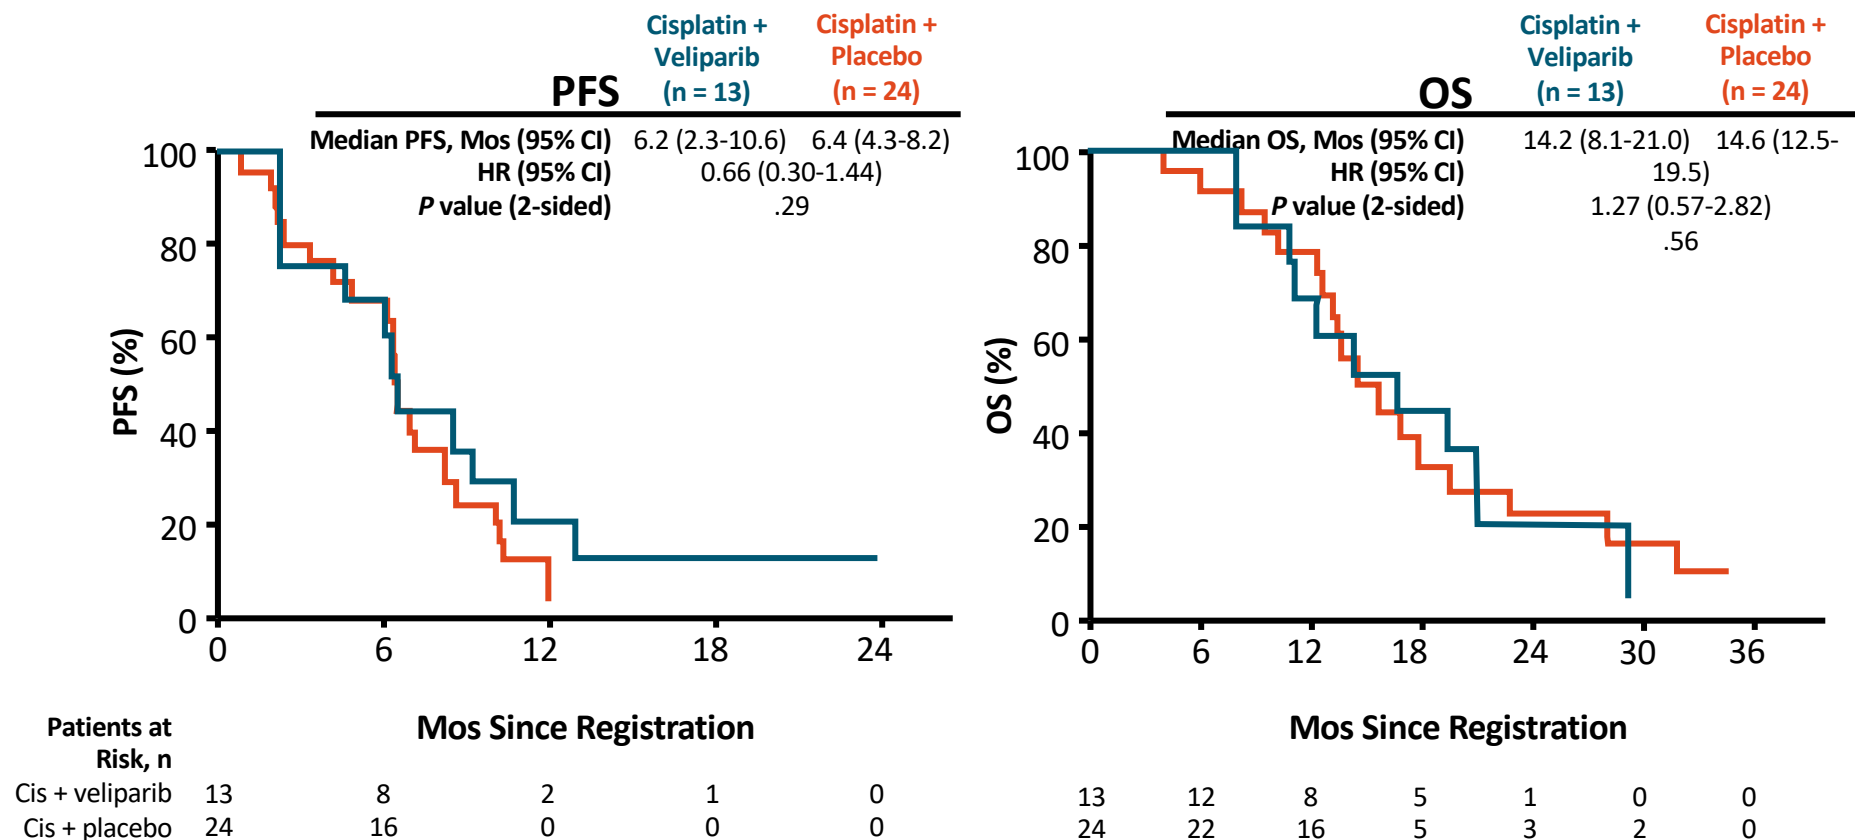 Cisplatin + Veliparib (n = 13)
Cisplatin + Placebo (n = 24)
PFS
Median PFS, Mos (95% CI) 6.2 (2.3-10.6) 6.4 (4.3-8.2)
HR (95% CI) 0.66 (0.30-1.44)
P value (2-sided) .29
PFS (%)
100
80
60
40
20
0
0 6 12 18 24
Mos Since Registration
Cisplatin + Veliparib (n = 13)
Cisplatin + Placebo (n = 24)
OS
Median OS, Mos (95% CI) 14.2 (8.1-21.0) 14.6 (12.5-
HR (95% CI) 19.5)
P value (2-sided) 1.27 (0.57-2.82)
.56
OS (%)
100
80
60
40
20
0
0 6 12 18 24 30 36
Mos Since Registration
Patients at
Risk, n
Cis + veliparib 13 8 2 1 0 13 12 8 5 1 0 0
Cis + placebo 24 16 0 0 0 24 22 16 5 3 2 0